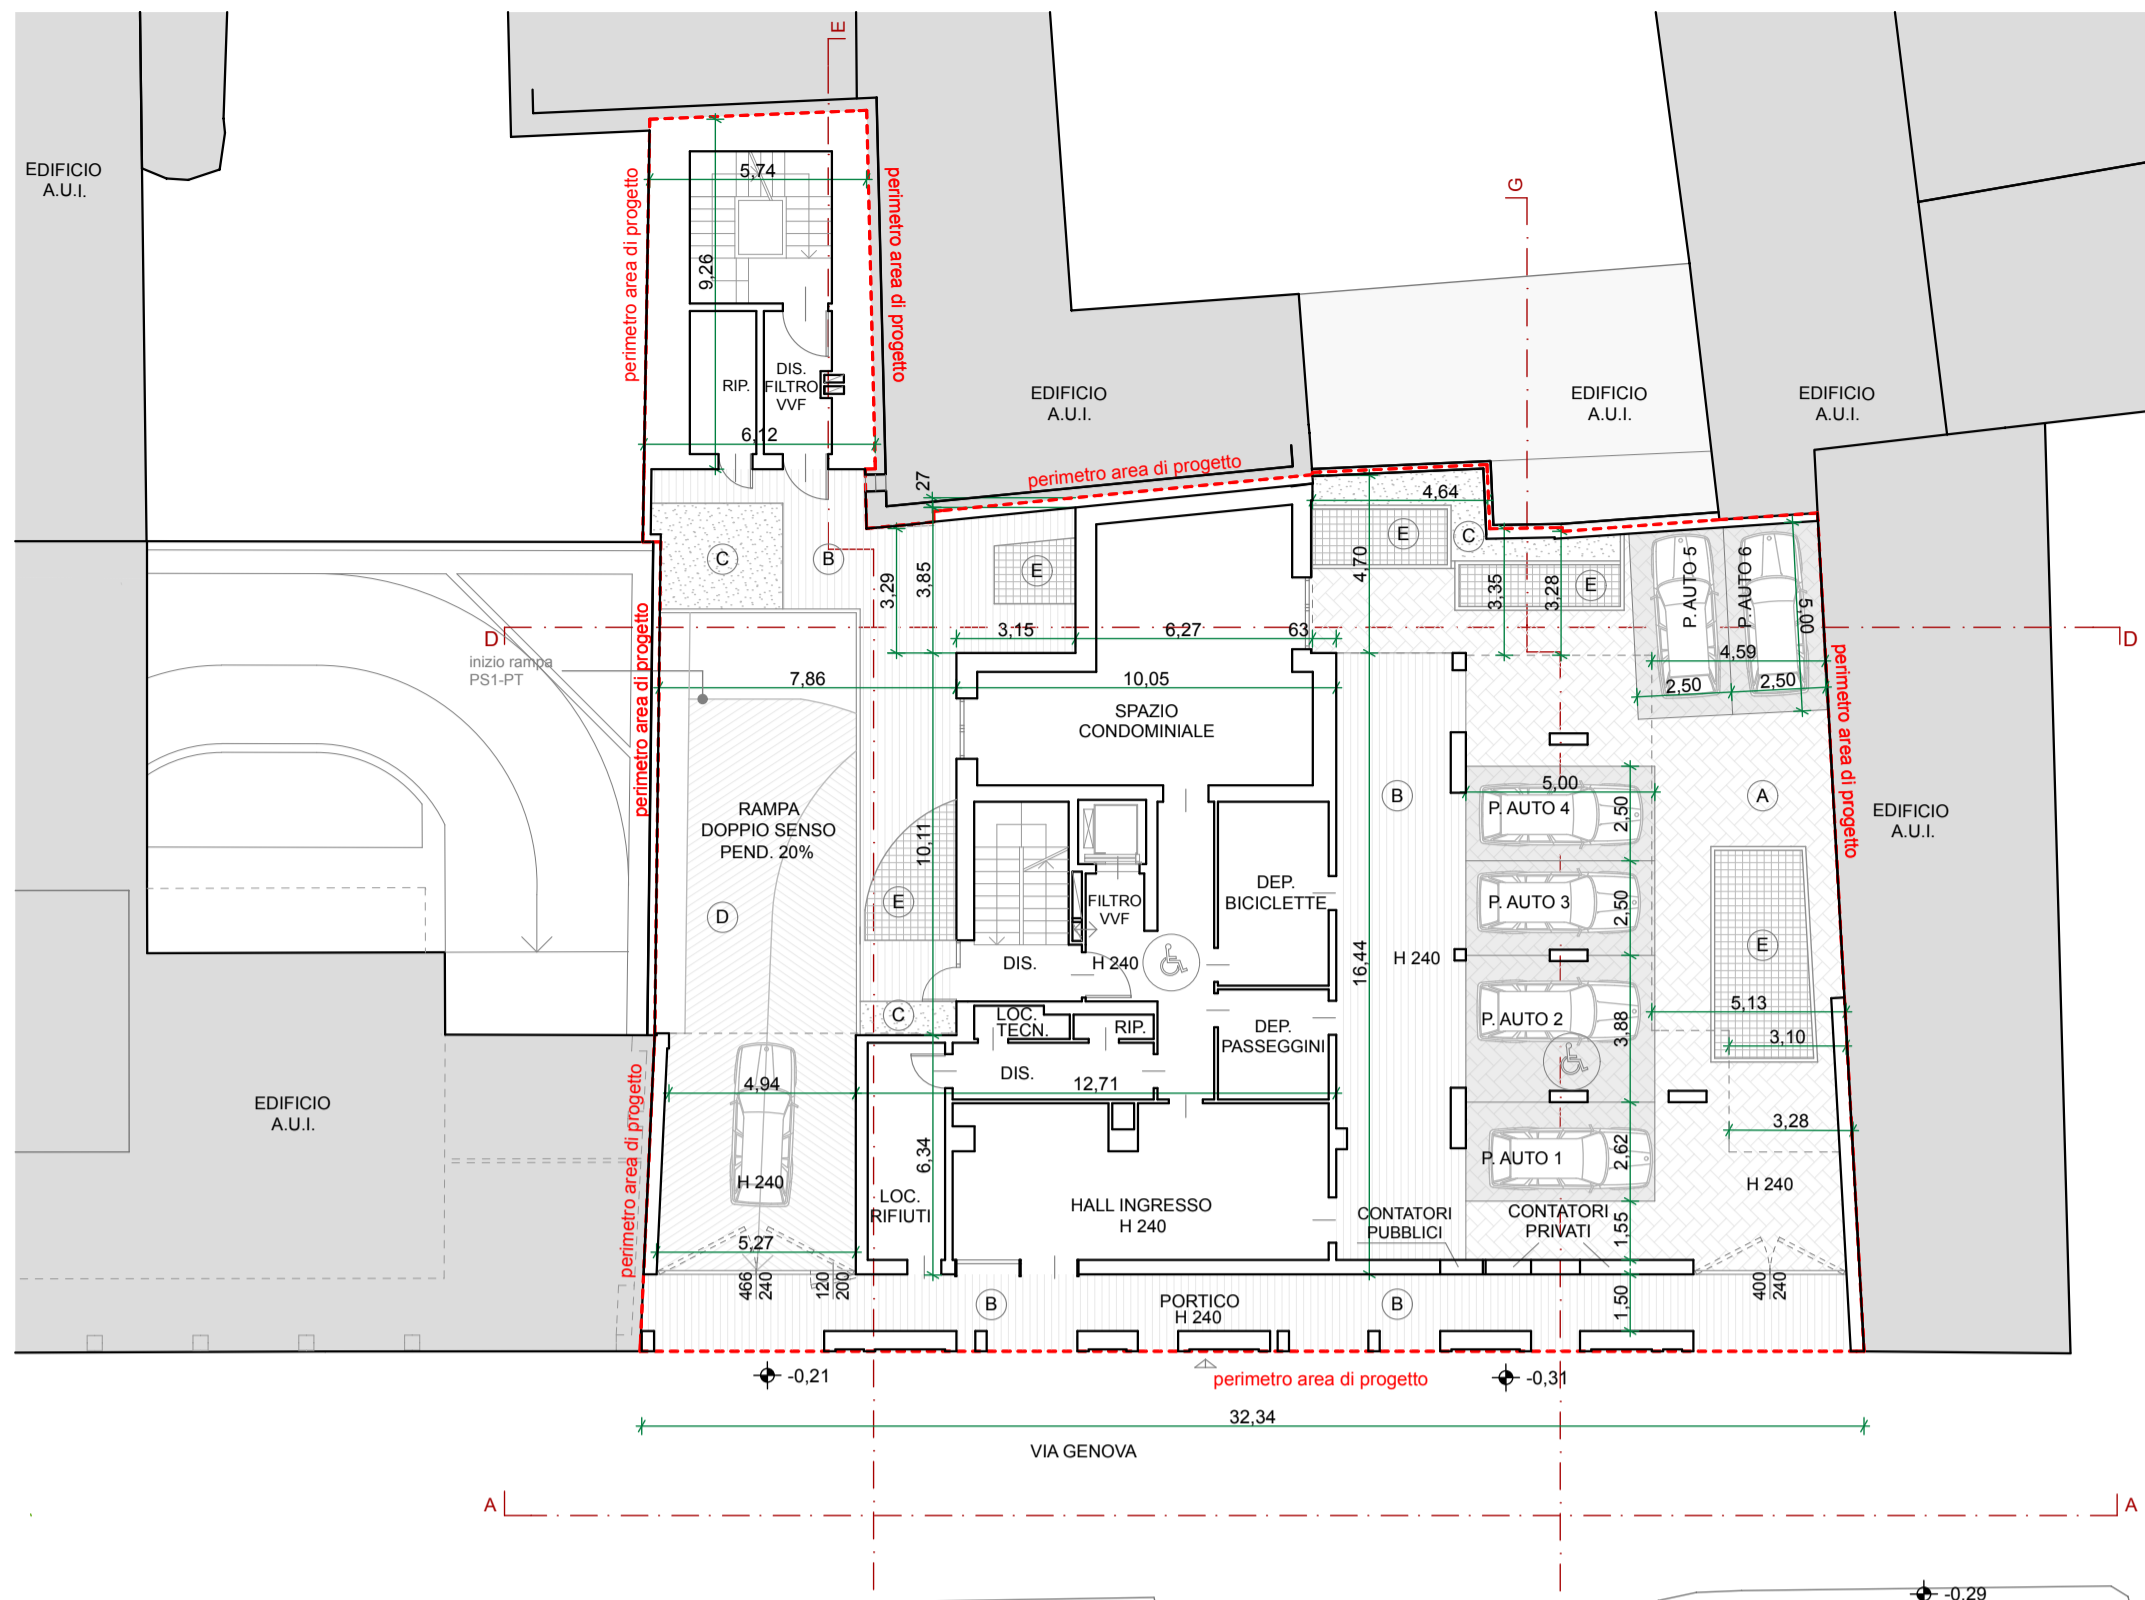 E
EDIFICIO
A.U.I.
5,74
perimetro area di progetto
perimetro area di progetto
G
9,26
RIP.
DIS.
FILTRO
VVF
EDIFICIO
A.U.I.
EDIFICIO
A.U.I.
EDIFICIO
A.U.I.
6,12
27
perimetro area di progetto
4,64
C
B
E
E
C
E
3,29
3,85
4,70
3,35
3,28
P. AUTO 5
P. AUTO 6
5,00
D
inizio rampa
PS1-PT
perimetro area di progetto
3,15
6,27
63
D
4,59
2,50
2,50
7,86
10,05
SPAZIO
CONDOMINIALE
perimetro area di progetto
RAMPA
DOPPIO SENSO
PEND. 20%
10,11
B
5,00
P. AUTO 4
2,50
A
EDIFICIO
A.U.I.
D
E
FILTRO
VVF
DEP.
BICICLETTE
P. AUTO 3
2,50
E
DIS.
H 240
16,44
H 240
C
LOC.
TECN.
RIP.
DEP.
PASSEGGINI
P. AUTO 2
3,88
5,13
3,10
DIS.
4,94
12,71
EDIFICIO
A.U.I.
perimetro area di progetto
3,28
6,34
P. AUTO 1
2,62
H 240
H 240
LOC.
RIFIUTI
HALL INGRESSO
H 240
CONTATORI
PUBBLICI
CONTATORI
PRIVATI
1,55
5,27
466
240
120
200
400
240
B
PORTICO
H 240
B
1,50
-0,21
perimetro area di progetto
-0,31
32,34
VIA GENOVA
A
A
-0,29